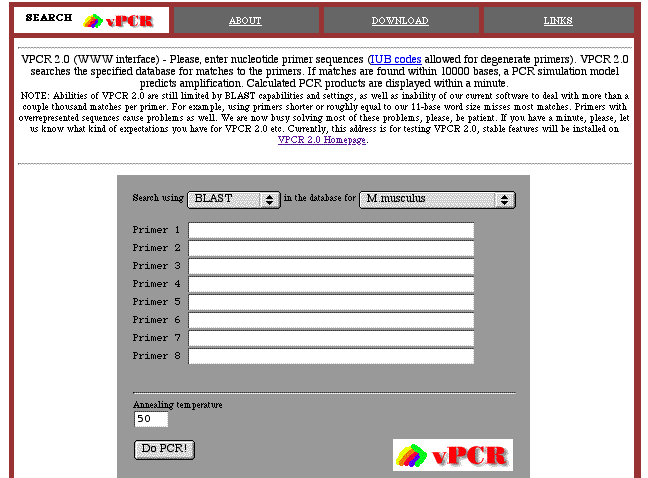 SEARCH vPCR ABOUT DOWNLOAD LINKS
VPCR 2.0 (WWW interface) - Please, enter nucleotide primer sequences (IUB codes allowed for degenerate primers). VPCR 2.0
searches the specified database for matches to the primers. If matches are found within 10000 bases, a PCR simulation model
predicts amplification. Calculated PCR products are displayed within a minute.
NOTE: Abilities of VPCR 2.0 are still limited by BLAST capabilities and settings, as well as inability of our current software to deal with more than a
couple thousand matches per primer. For example, using primers shorter or roughly equal to our 11-base word size misses most matches. Primers with
overrepresented sequences cause problems as well. We are now busy solving most of these problems, please, be patient. If you have a minute, please, let
us know what kind of expectations you have for VPCR 2.0 etc. Currently, this address is for testing VPCR 2.0, stable features will be installed on
VPCR 2.0 Homepage.
Search using BLAST in the database for M.musculus
Primer 1
Primer 2
Primer 3
Primer 4
Primer 5
Primer 6
Primer 7
Primer 8
Annealing temperature
50
Do PCR! vPCR